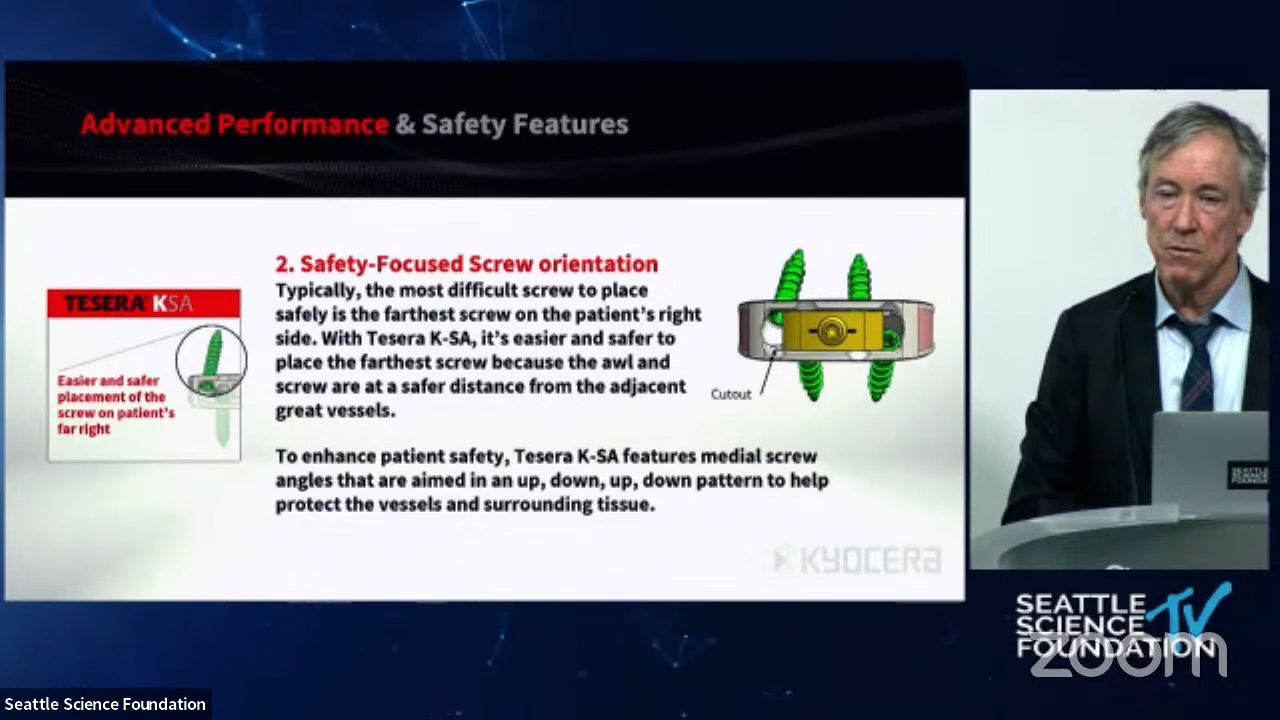 Advanced Performance & Safety Features
2. Safety-Focused Screw orientation
Typically, the most difficult screw to place
safely is the farthest screw on the patient's right
side. With Tesera K-SA, it's easier and safer to
place the farthest screw because the awl and
screw are at a safer distance from the adjacent
great vessels.
To enhance patient safety, Tesera K-SA features medial screw
angles that are aimed in an up, down, up, down pattern to help
protect the vessels and surrounding tissue.
TESERA KSA
Easier and safer
placement of the
screw on patient's
far right
Cutout
KYOCERA
SEATTLE
SCIENCE
SEATTLE
SCIENCE TV
FOUNDATION
zoom
Seattle Science Foundation